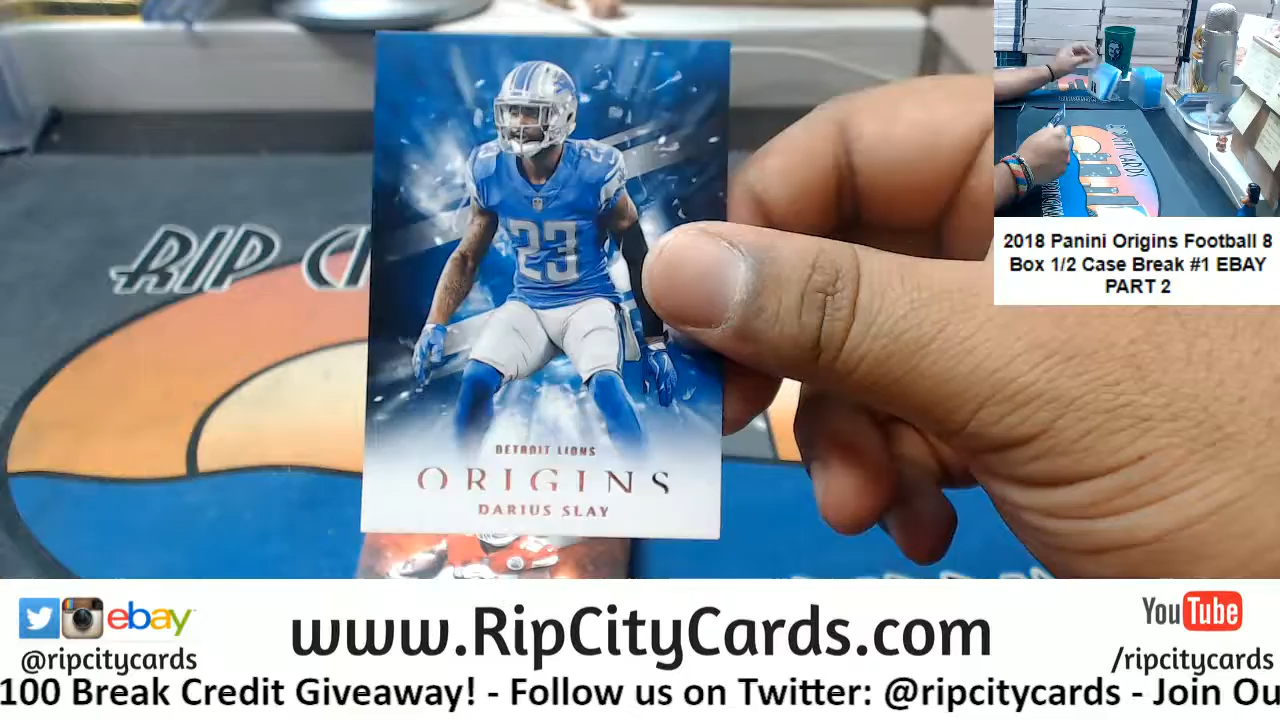 RIP CI
23
DETROIT LIONS
ORIGINS
DARIUS SLAY
2018 Panini Origins Football 8
Box 1/2 Case Break #1 EBAY
PART 2
ebay
@ripcitycards
www.RipCityCards.com
YouTube
/ripcitycards
100 Break Credit Giveaway! - Follow us on Twitter: @ripcitycards - Join Ou